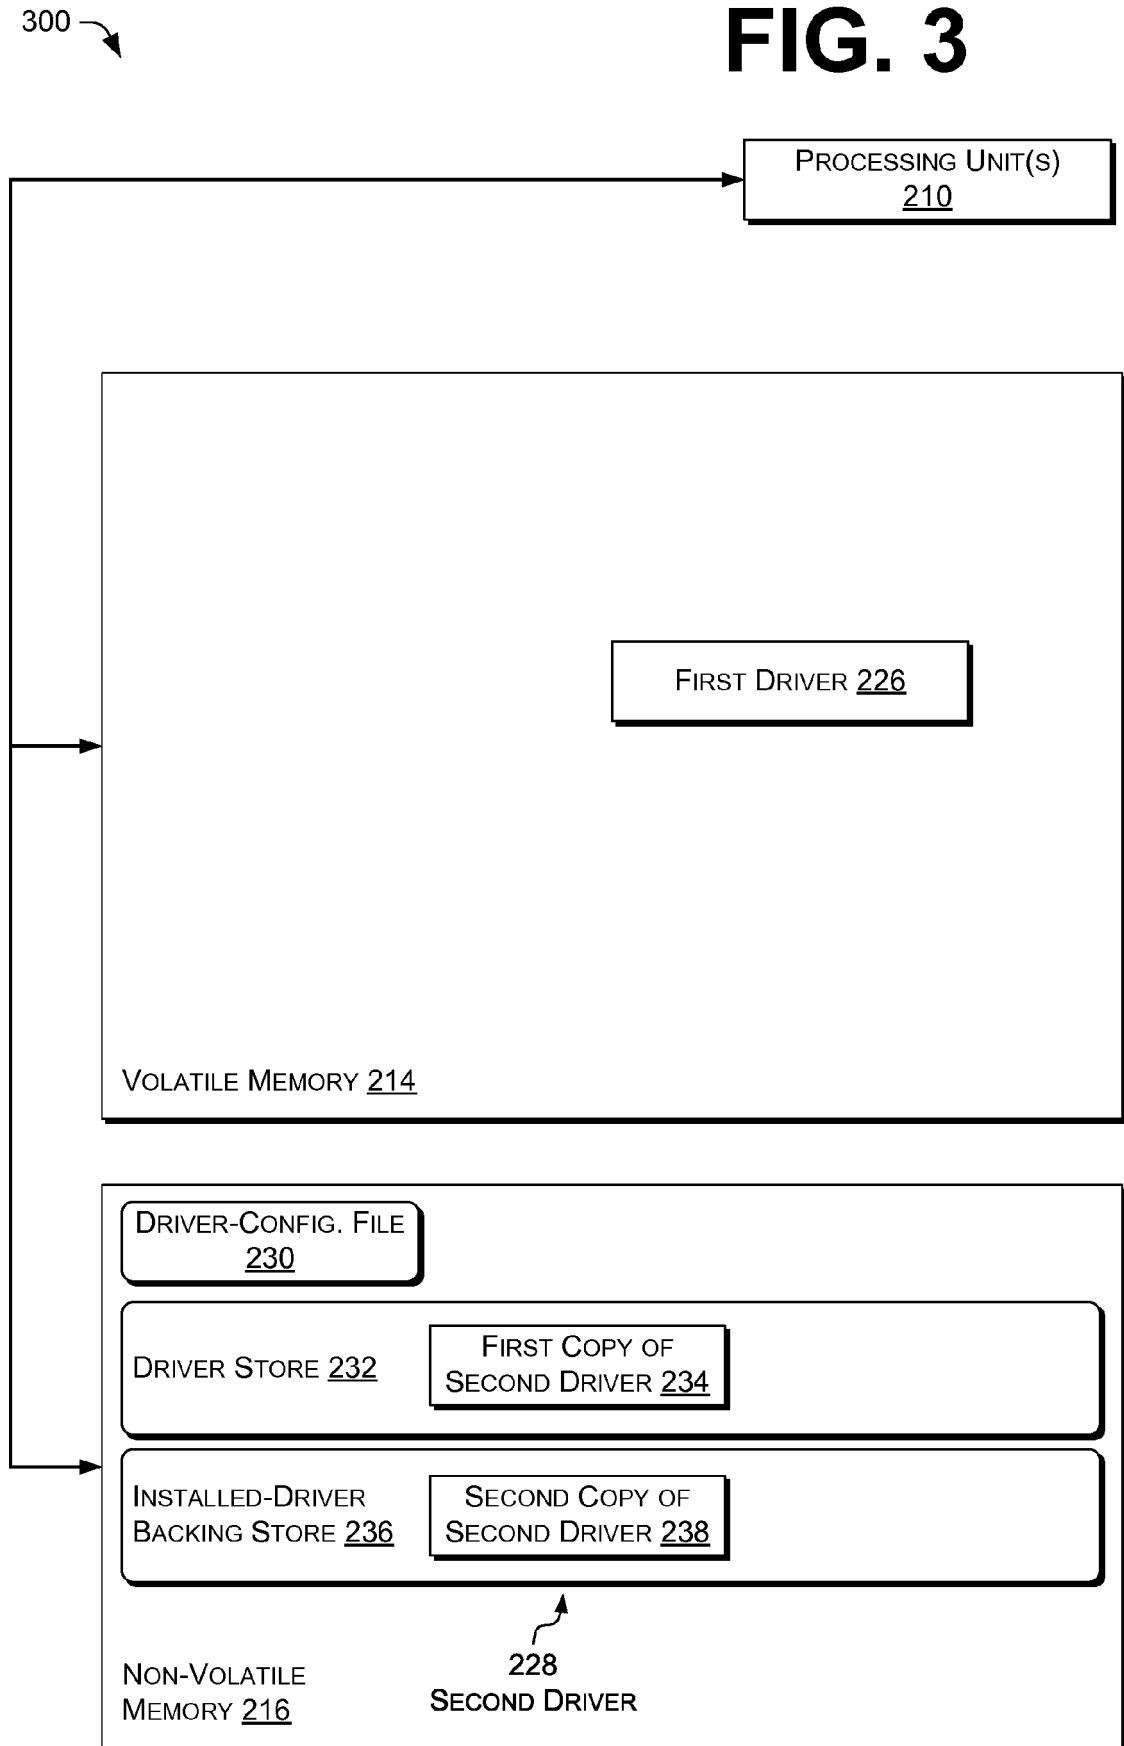 300
FIG. 3
PROCESSING UNIT(S)
210
FIRST DRIVER 226
VOLATILE MEMORY 214
DRIVER-CONFIG. FILE
230
DRIVER STORE 232
FIRST COPY OF
SECOND DRIVER 234
INSTALLED-DRIVER
BACKING STORE 236
SECOND COPY OF
SECOND DRIVER 238
228
SECOND DRIVER
NON-VOLATILE
MEMORY 216